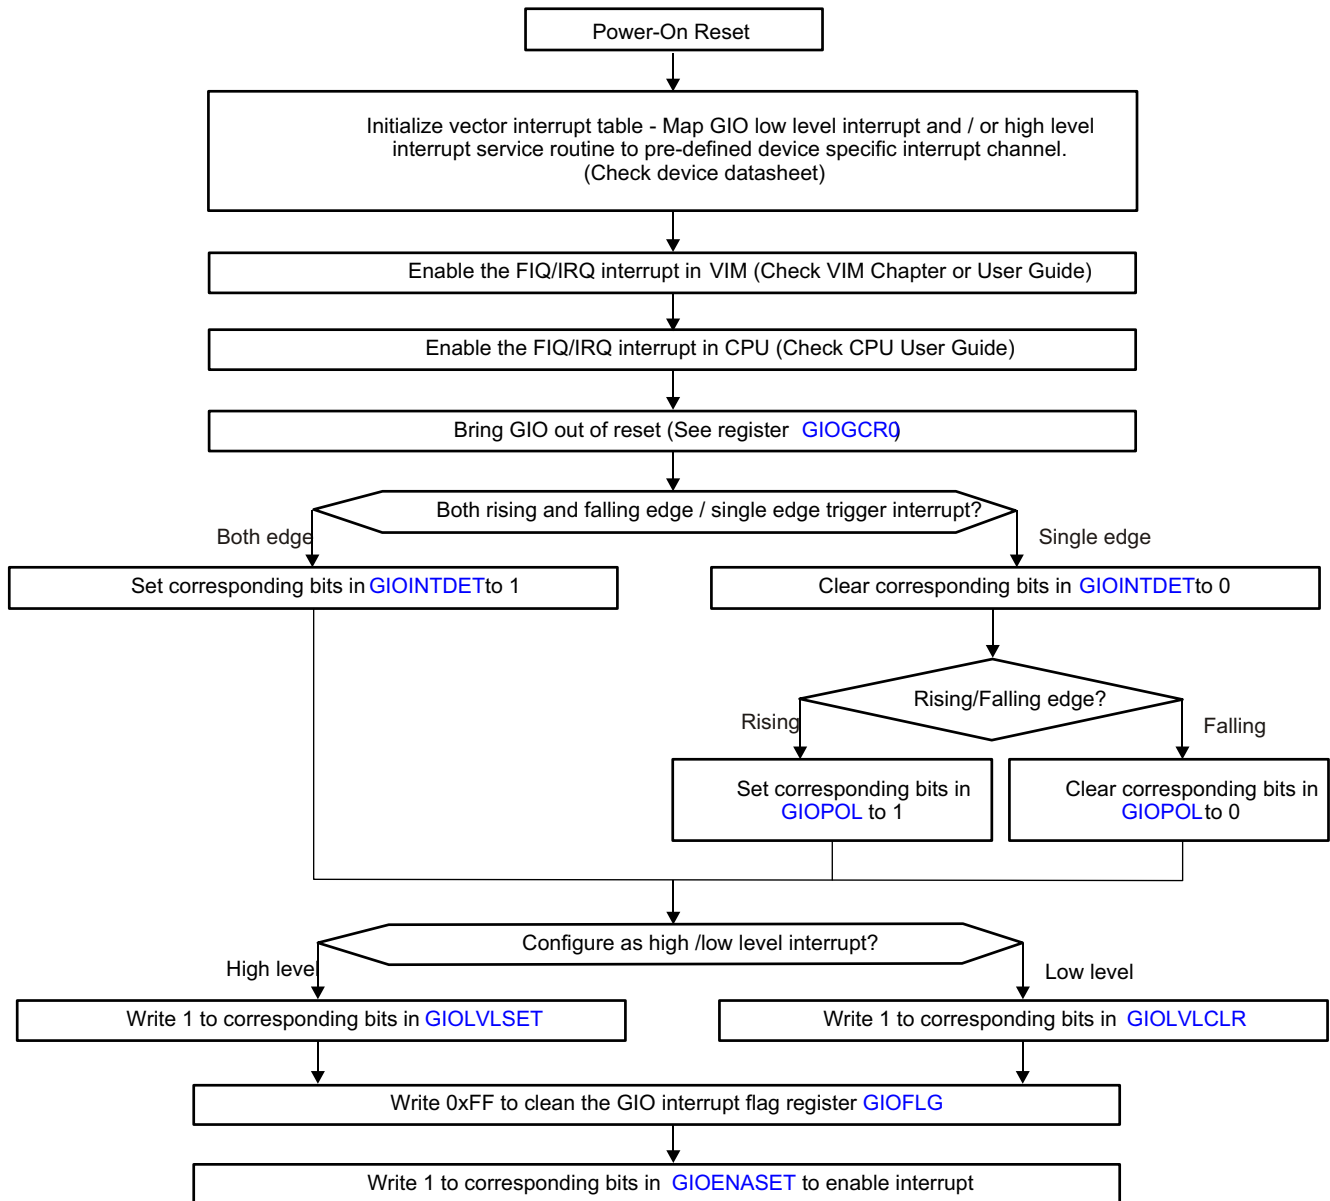 Power-On Reset
Initialize vector interrupt table - Map GIO low level interrupt and / or high level
interrupt service routine to pre-defined device specific interrupt channel.
(Check device datasheet)
Enable the FIQ/IRQ interrupt in VIM (Check VIM Chapter or User Guide)
Enable the FIQ/IRQ interrupt in CPU (Check CPU User Guide)
Bring GIO out of reset (See register GIOGCR0)
Both rising and falling edge / single edge trigger interrupt?
Both edge
Single edge
Set corresponding bits in GIOINTDET to 1
Clear corresponding bits in GIOINTDET to 0
Rising/Falling edge?
Rising
Falling
Set corresponding bits in
GIOPOL to 1
Clear corresponding bits in
GIOPOL to 0
Configure as high /low level interrupt?
High level
Low level
Write 1 to corresponding bits in GIOLVLSET
Write 1 to corresponding bits in GIOLVLCLR
Write 0xFF to clean the GIO interrupt flag register GIOFLG
Write 1 to corresponding bits in GIOENASET to enable interrupt